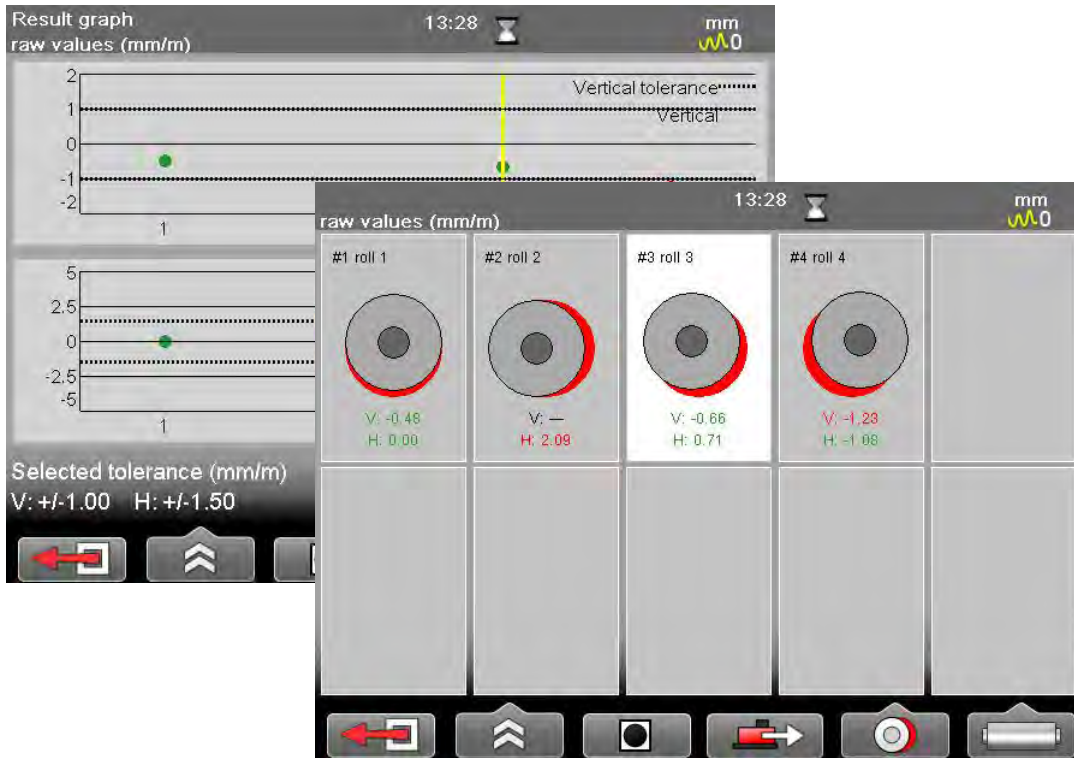 Result graph
raw values (mm/m)
13:28
mm
0
2
1
0
-1
-2
Vertical tolerance
Vertical
1
5
2.5
0
-2.5
-5
1
Selected tolerance (mm/m)
V: +/-1.00 H: +/-1.50
raw values (mm/m)
13:28
mm
0
#1 roll 1
#2 roll 2
#3 roll 3
#4 roll 4
V: -0.48
H: 0.00
V: —
H: 2.09
V: -0.66
H: 0.71
V: -1.23
H: -1.08